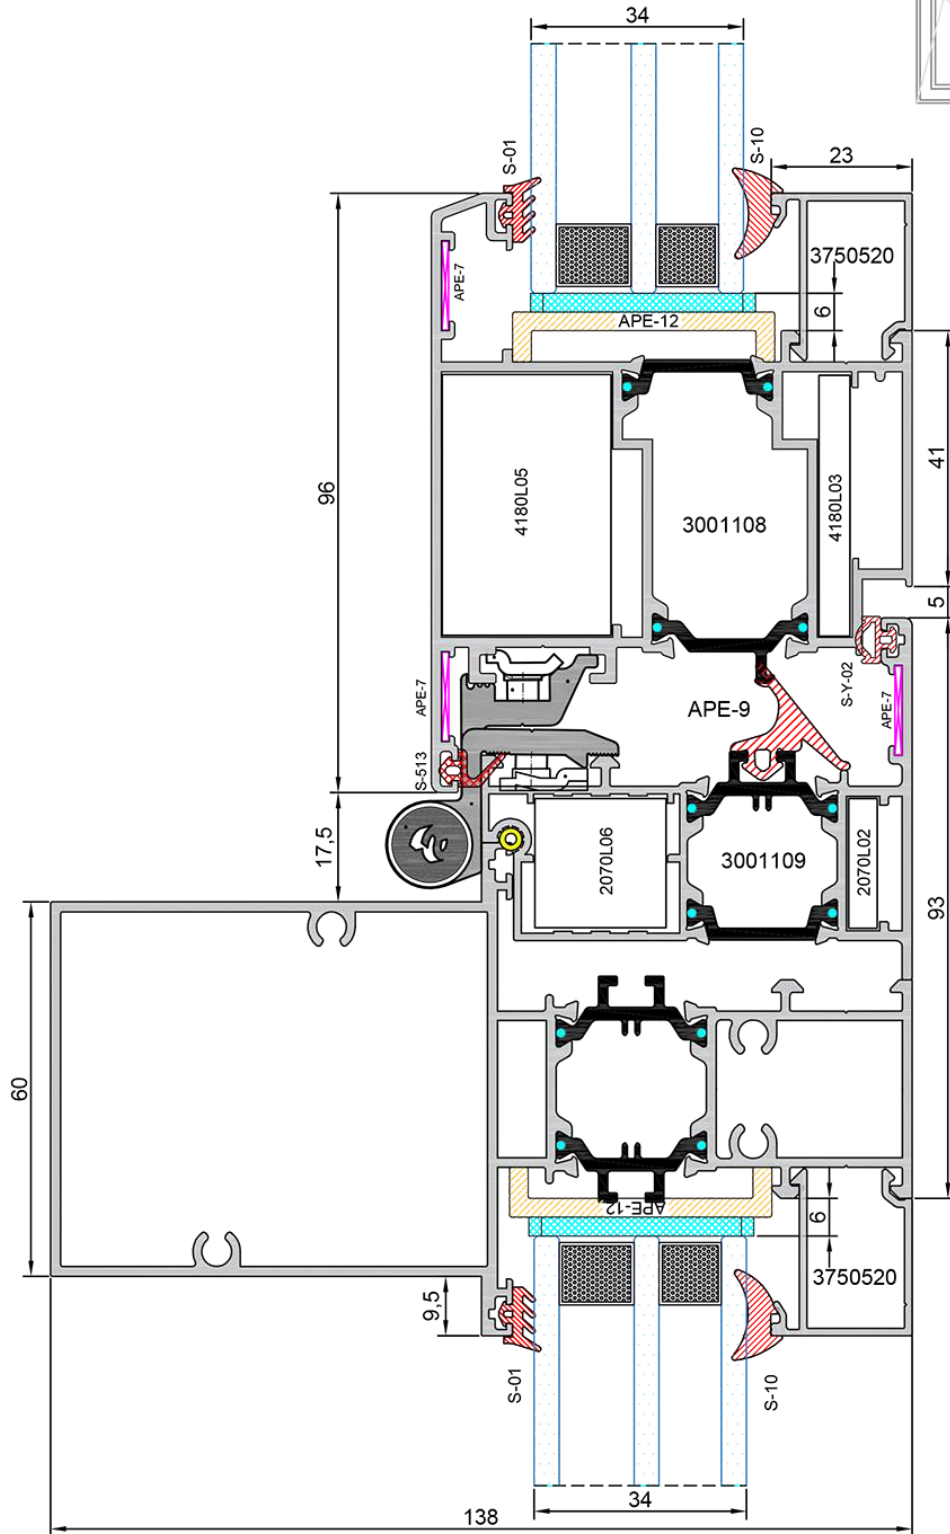 34
S-01
S-10
23
3750520
APE-7
6
APE-12
96
4180L05
3001108
4180L03
41
5
APE-7
APE-9
S-Y-02
APE-7
S-513
17,5
2070L06
3001109
2070L02
93
60
APE-12
6
3750520
9,5
S-01
S-10
34
138